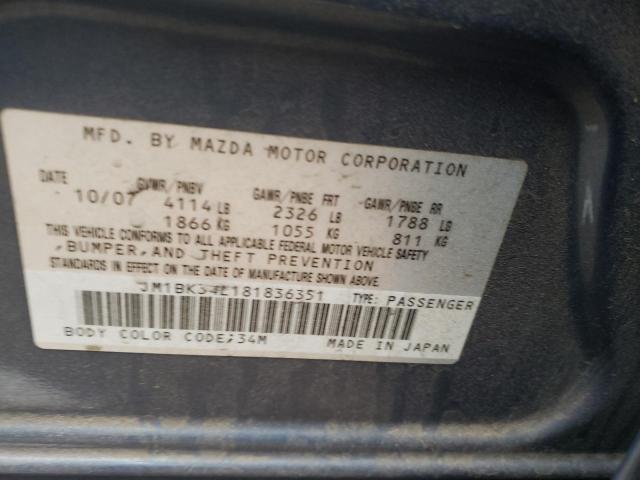 MFD. BY MAZDA MOTOR CORPORATION
DATE GVWR/PNBV GAWR/PNBE FRT GAWR/PNBE RR
10/07 4114 LB 2326 LB 1788 LB
1866 KG 1055 KG 811 KG
THIS VEHICLE CONFORMS TO ALL APPLICABLE FEDERAL MOTOR VEHICLE SAFETY
,BUMPER, AND THEFT PREVENTION
STANDARDS IN EFFECT ON THE DATE OF MANUFACTURE SHOWN ABOVE.
TYPE: PASSENGER
BODY COLOR CODE;34M MADE IN JAPAN